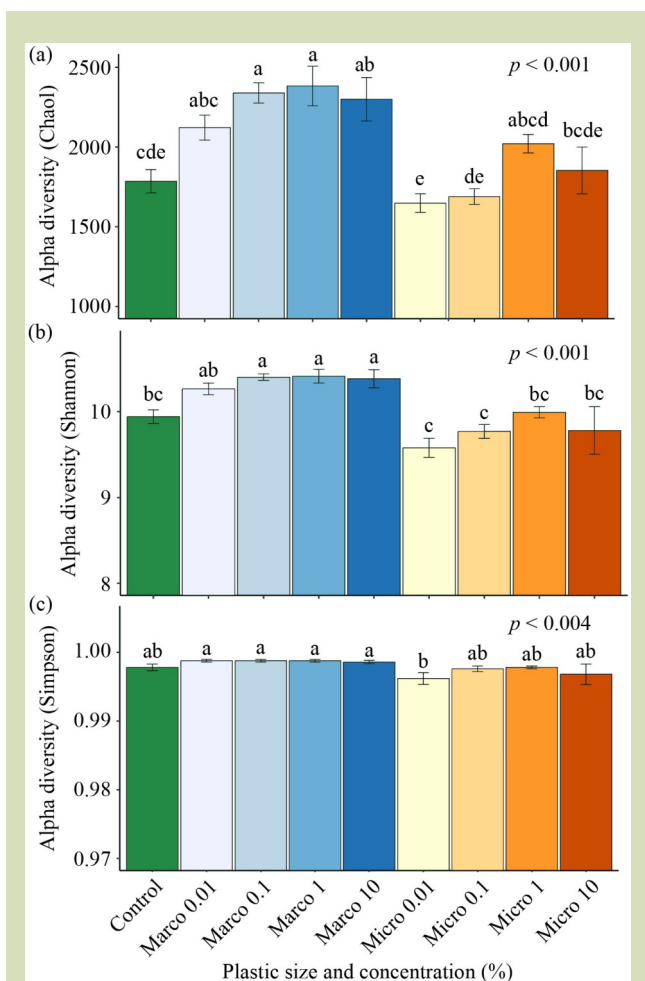 (a)
p < 0.001
Alpha diversity (Chaol)
2500
2000
1500
1000
cde
abc
a
a
ab
e
de
abcd
bcde
(b)
p < 0.001
Alpha diversity (Shannon)
10
9
8
bc
ab
a
a
a
c
c
bc
bc
(c)
p < 0.004
Alpha diversity (Simpson)
1.00
0.99
0.98
0.97
ab
a
a
a
a
b
ab
ab
ab
Control
Marco 0.01
Marco 0.1
Marco 1
Marco 10
Micro 0.01
Micro 0.1
Micro 1
Micro 10
Plastic size and concentration (%)